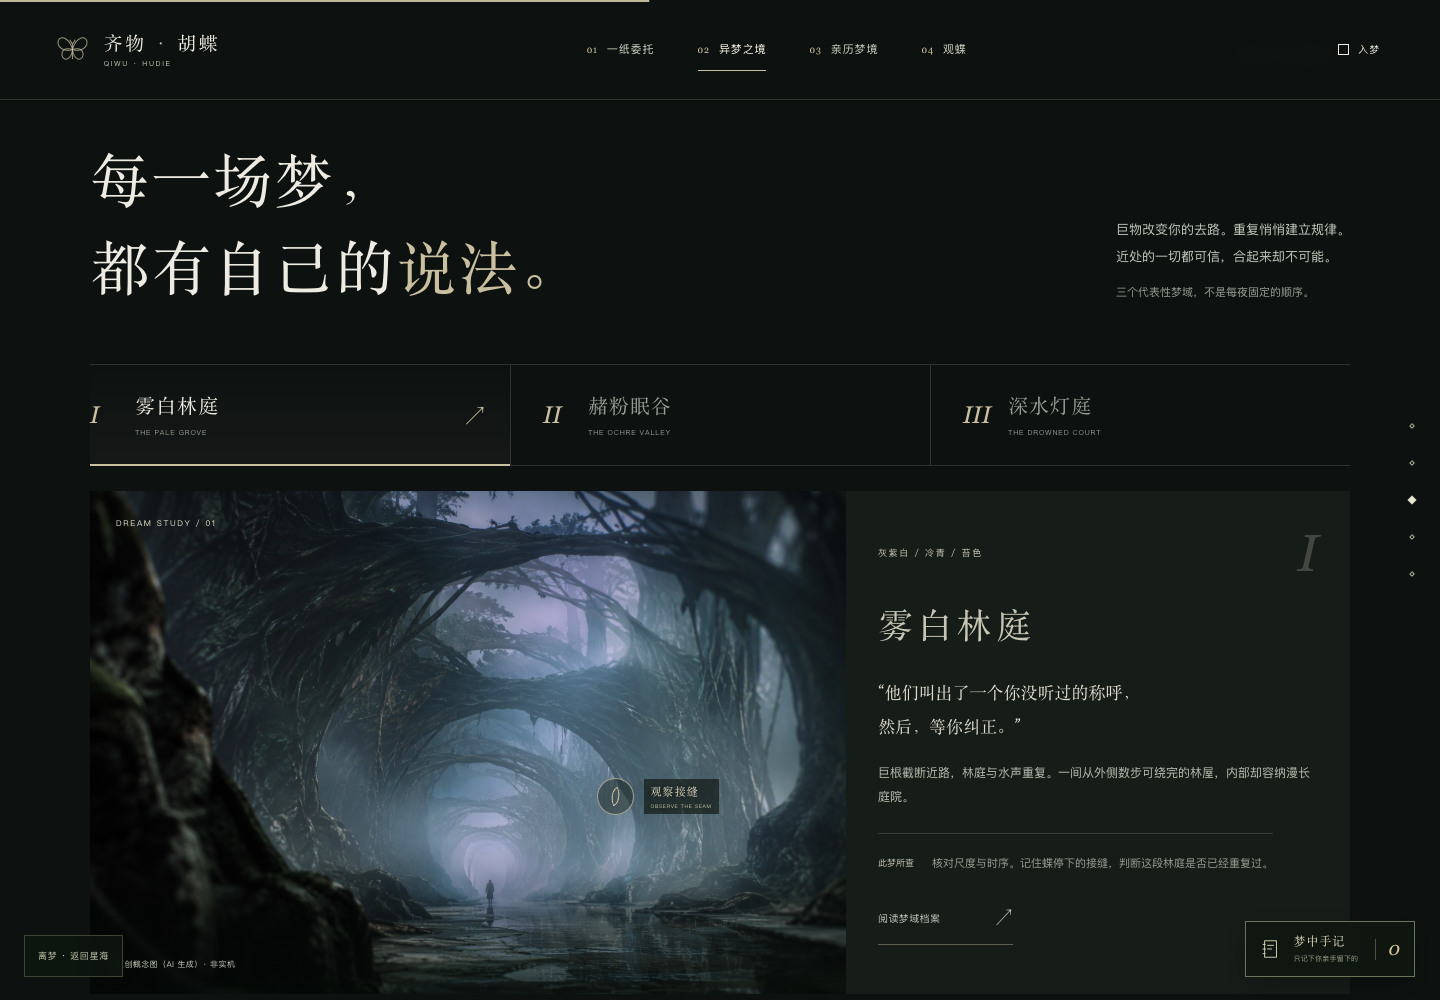 齐物 · 胡蝶
QIWU · HUDIE
01 一纸委托
02 异梦之境
03 亲历梦境
04 观蝶
入梦
每一场梦，
都有自己的说法。
巨物改变你的去路。重复悄悄建立规律。
近处的一切都可信，合起来却不可能。
三个代表性梦域，不是每夜固定的顺序。
I 雾白林庭
THE PALE GROVE
II 赭粉眠谷
THE OCHRE VALLEY
III 深水灯庭
THE DROWNED COURT
DREAM STUDY / 01
观察接缝
OBSERVE THE SEAM
创概念图（AI 生成）· 非实机
灰紫白 / 冷青 / 苔色
I
雾白林庭
“他们叫出了一个你没听过的称呼，
然后，等你纠正。”
巨根截断近路，林庭与水声重复。一间从外侧数步可绕完的林屋，内部却容纳漫长
庭院。
此梦所查 核对尺度与时序。记住蝶停下的接缝，判断这段林庭是否已经重复过。
阅读梦域档案
离梦 · 返回星海
梦中手记
只记下你亲手留下的
0